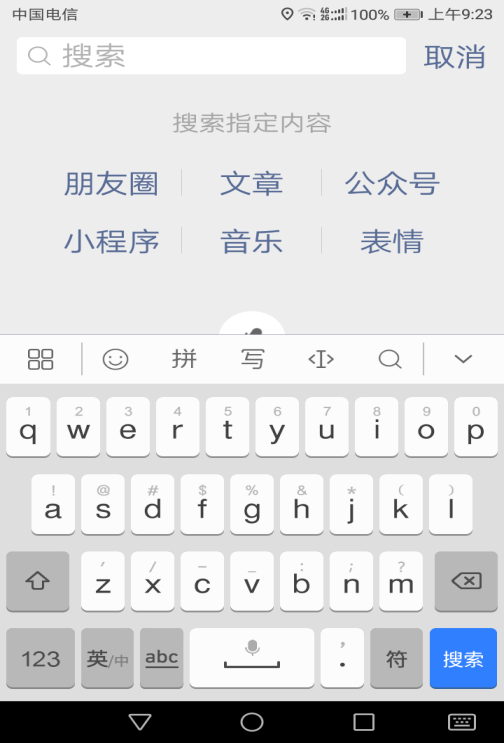 中国电信 4G 2G 100% 上午9:23
搜索 取消
搜索指定内容
朋友圈 文章 公众号
小程序 音乐 表情
拼 写
1 2 3 4 5 6 7 8 9 0
q w e r t y u i o p
! @ # $ % & * ( )
a s d f g h j k l
' / - _ : ; ?
z x c v b n m
123 英/中 abc , . 符 搜索